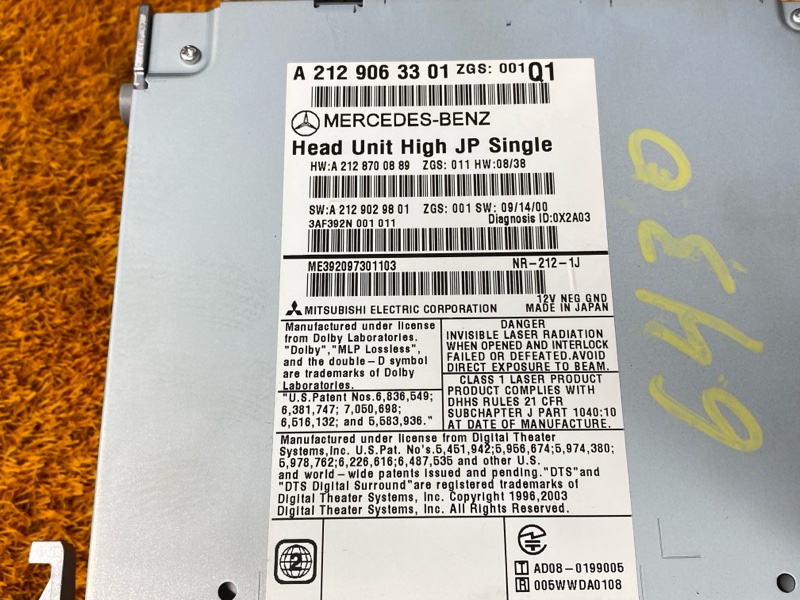 A 212 906 33 01 ZGS: 001 Q1
MERCEDES-BENZ
Head Unit High JP Single
HW:A 212 870 08 89 ZGS: 011 HW:08/38
SW:A 212 902 98 01 ZGS: 001 SW: 09/14/00
3AF392N 001 011 Diagnosis ID:0X2A03
ME392097301103 NR-212-1J
12V NEG GND
MITSUBISHI ELECTRIC CORPORATION MADE IN JAPAN
Manufactured under license
from Dolby Laboratories.
"Dolby","MLP Lossless",
and the double-D symbol
are trademarks of Dolby
Laboratories.
"U.S.Patent Nos.6,836,549;
6,381,747; 7,050,698;
6,516,132; and 5,583,936."
DANGER
INVISIBLE LASER RADIATION
WHEN OPENED AND INTERLOCK
FAILED OR DEFEATED.AVOID
DIRECT EXPOSURE TO BEAM.
CLASS 1 LASER PRODUCT
PRODUCT COMPLIES WITH
DHHS RULES 21 CFR
SUBCHAPTER J PART 1040:10
AT DATE OF MANUFACTURE.
Manufactured under license from Digital Theater
Systems,Inc. U.S.Pat. No's.5,451,942;5,956,674;5,974,380;
5,978,762;6,226,616;6,487,535 and other U.S.
and world-wide patents issued and pending."DTS"and
"DTS Digital Surround"are registered trademarks of
Digital Theater Systems, Inc. Copyright 1996,2003
Digital Theater Systems, Inc. All Rights Reserved.
2
T AD08-0199005
R 005WWDA0108
6430